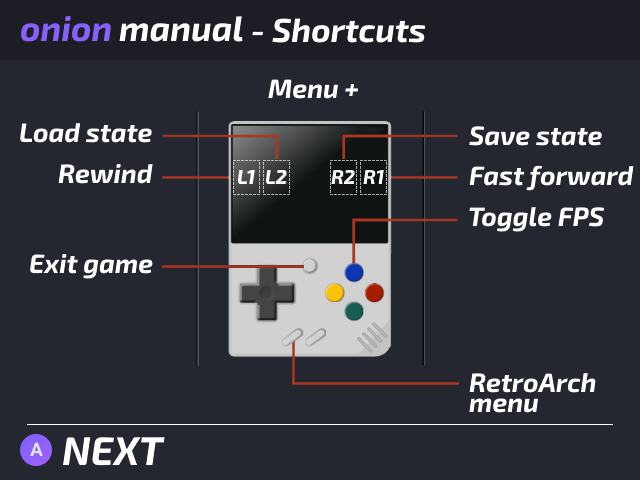 onion manual - Shortcuts
Menu +
Load state
Save state
Rewind
L1
L2
R2
R1
Fast forward
Toggle FPS
Exit game
RetroArch
menu
A NEXT